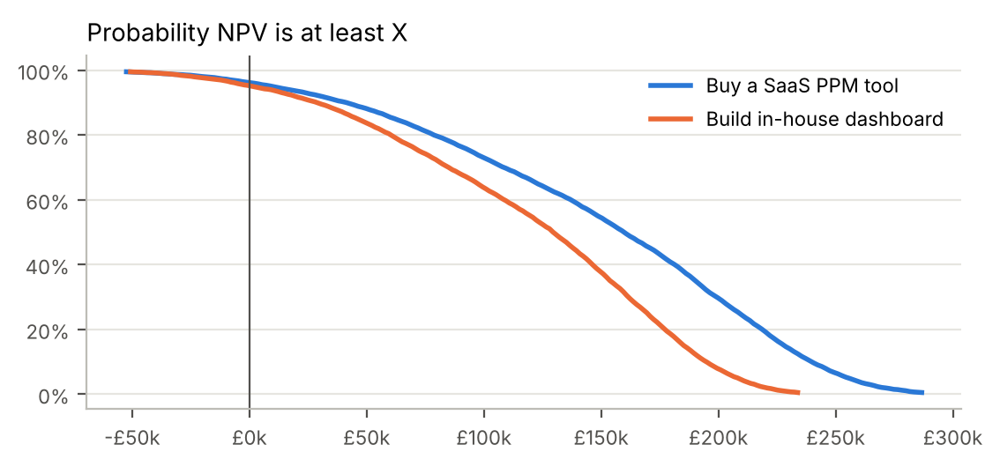 Probability NPV is at least X
100%
80%
60%
40%
20%
0%
Buy a SaaS PPM tool
Build in-house dashboard
-£50k £0k £50k £100k £150k £200k £250k £300k